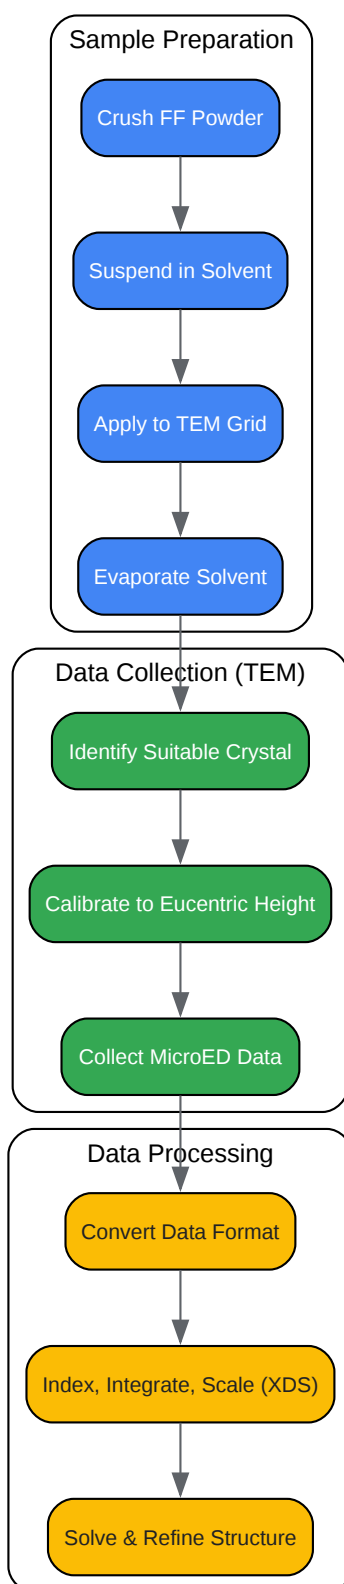 Sample Preparation
Crush FF Powder
Suspend in Solvent
Apply to TEM Grid
Evaporate Solvent
Data Collection (TEM)
Identify Suitable Crystal
Calibrate to Eucentric Height
Collect MicroED Data
Data Processing
Convert Data Format
Index, Integrate, Scale (XDS)
Solve & Refine Structure